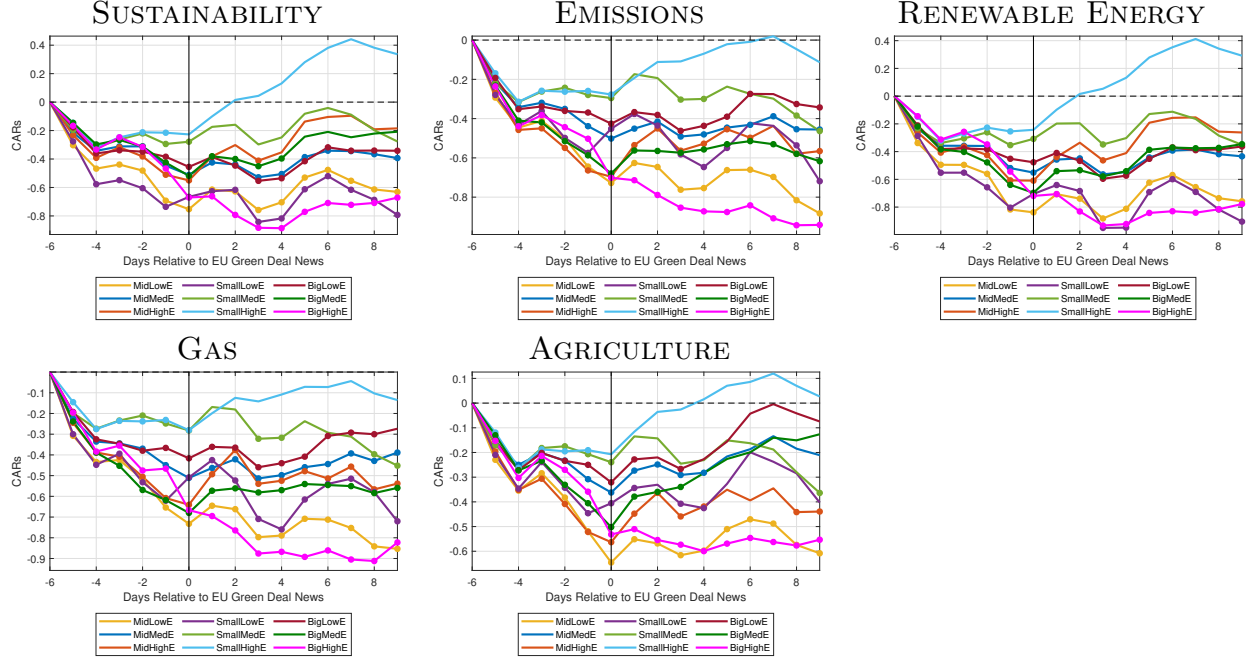 SUSTAINABILITY
0.4
0.2
0
-0.2
-0.4
-0.6
-0.8
CARs
-6 -4 -2 0 2 4 6 8
Days Relative to EU Green Deal News
MidLowE SmallLowE BigLowE
MidMedE SmallMedE BigMedE
MidHighE SmallHighE BigHighE
EMISSIONS
0
-0.2
-0.4
-0.6
-0.8
CARs
-6 -4 -2 0 2 4 6 8
Days Relative to EU Green Deal News
MidLowE SmallLowE BigLowE
MidMedE SmallMedE BigMedE
MidHighE SmallHighE BigHighE
RENEWABLE ENERGY
0.4
0.2
0
-0.2
-0.4
-0.6
-0.8
CARs
-6 -4 -2 0 2 4 6 8
Days Relative to EU Green Deal News
MidLowE SmallLowE BigLowE
MidMedE SmallMedE BigMedE
MidHighE SmallHighE BigHighE
GAS
-0.1
-0.2
-0.3
-0.4
-0.5
-0.6
-0.7
-0.8
-0.9
CARs
-6 -4 -2 0 2 4 6 8
Days Relative to EU Green Deal News
MidLowE SmallLowE BigLowE
MidMedE SmallMedE BigMedE
MidHighE SmallHighE BigHighE
AGRICULTURE
0.1
0
-0.1
-0.2
-0.3
-0.4
-0.5
-0.6
CARs
-6 -4 -2 0 2 4 6 8
Days Relative to EU Green Deal News
MidLowE SmallLowE BigLowE
MidMedE SmallMedE BigMedE
MidHighE SmallHighE BigHighE